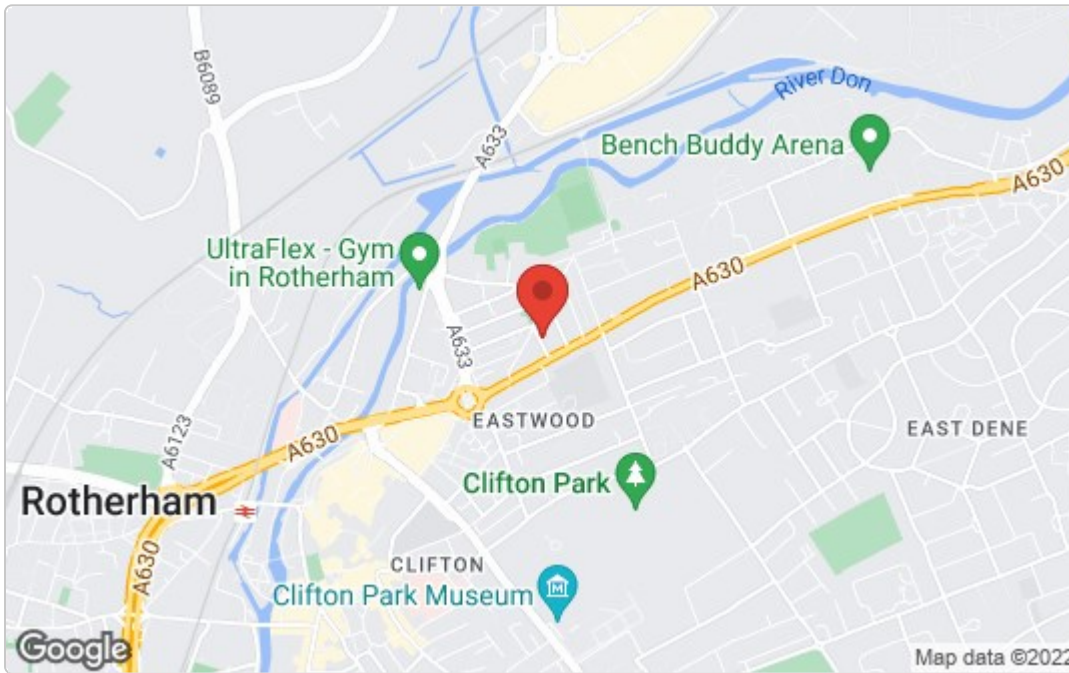 B6089
A633
River Don
Bench Buddy Arena
A630
UltraFlex - Gym
in Rotherham
A630
A633
EASTWOOD
A630
EAST DENE
A6123
Clifton Park
Rotherham
A630
CLIFTON
Clifton Park Museum
Google
Map data ©2022